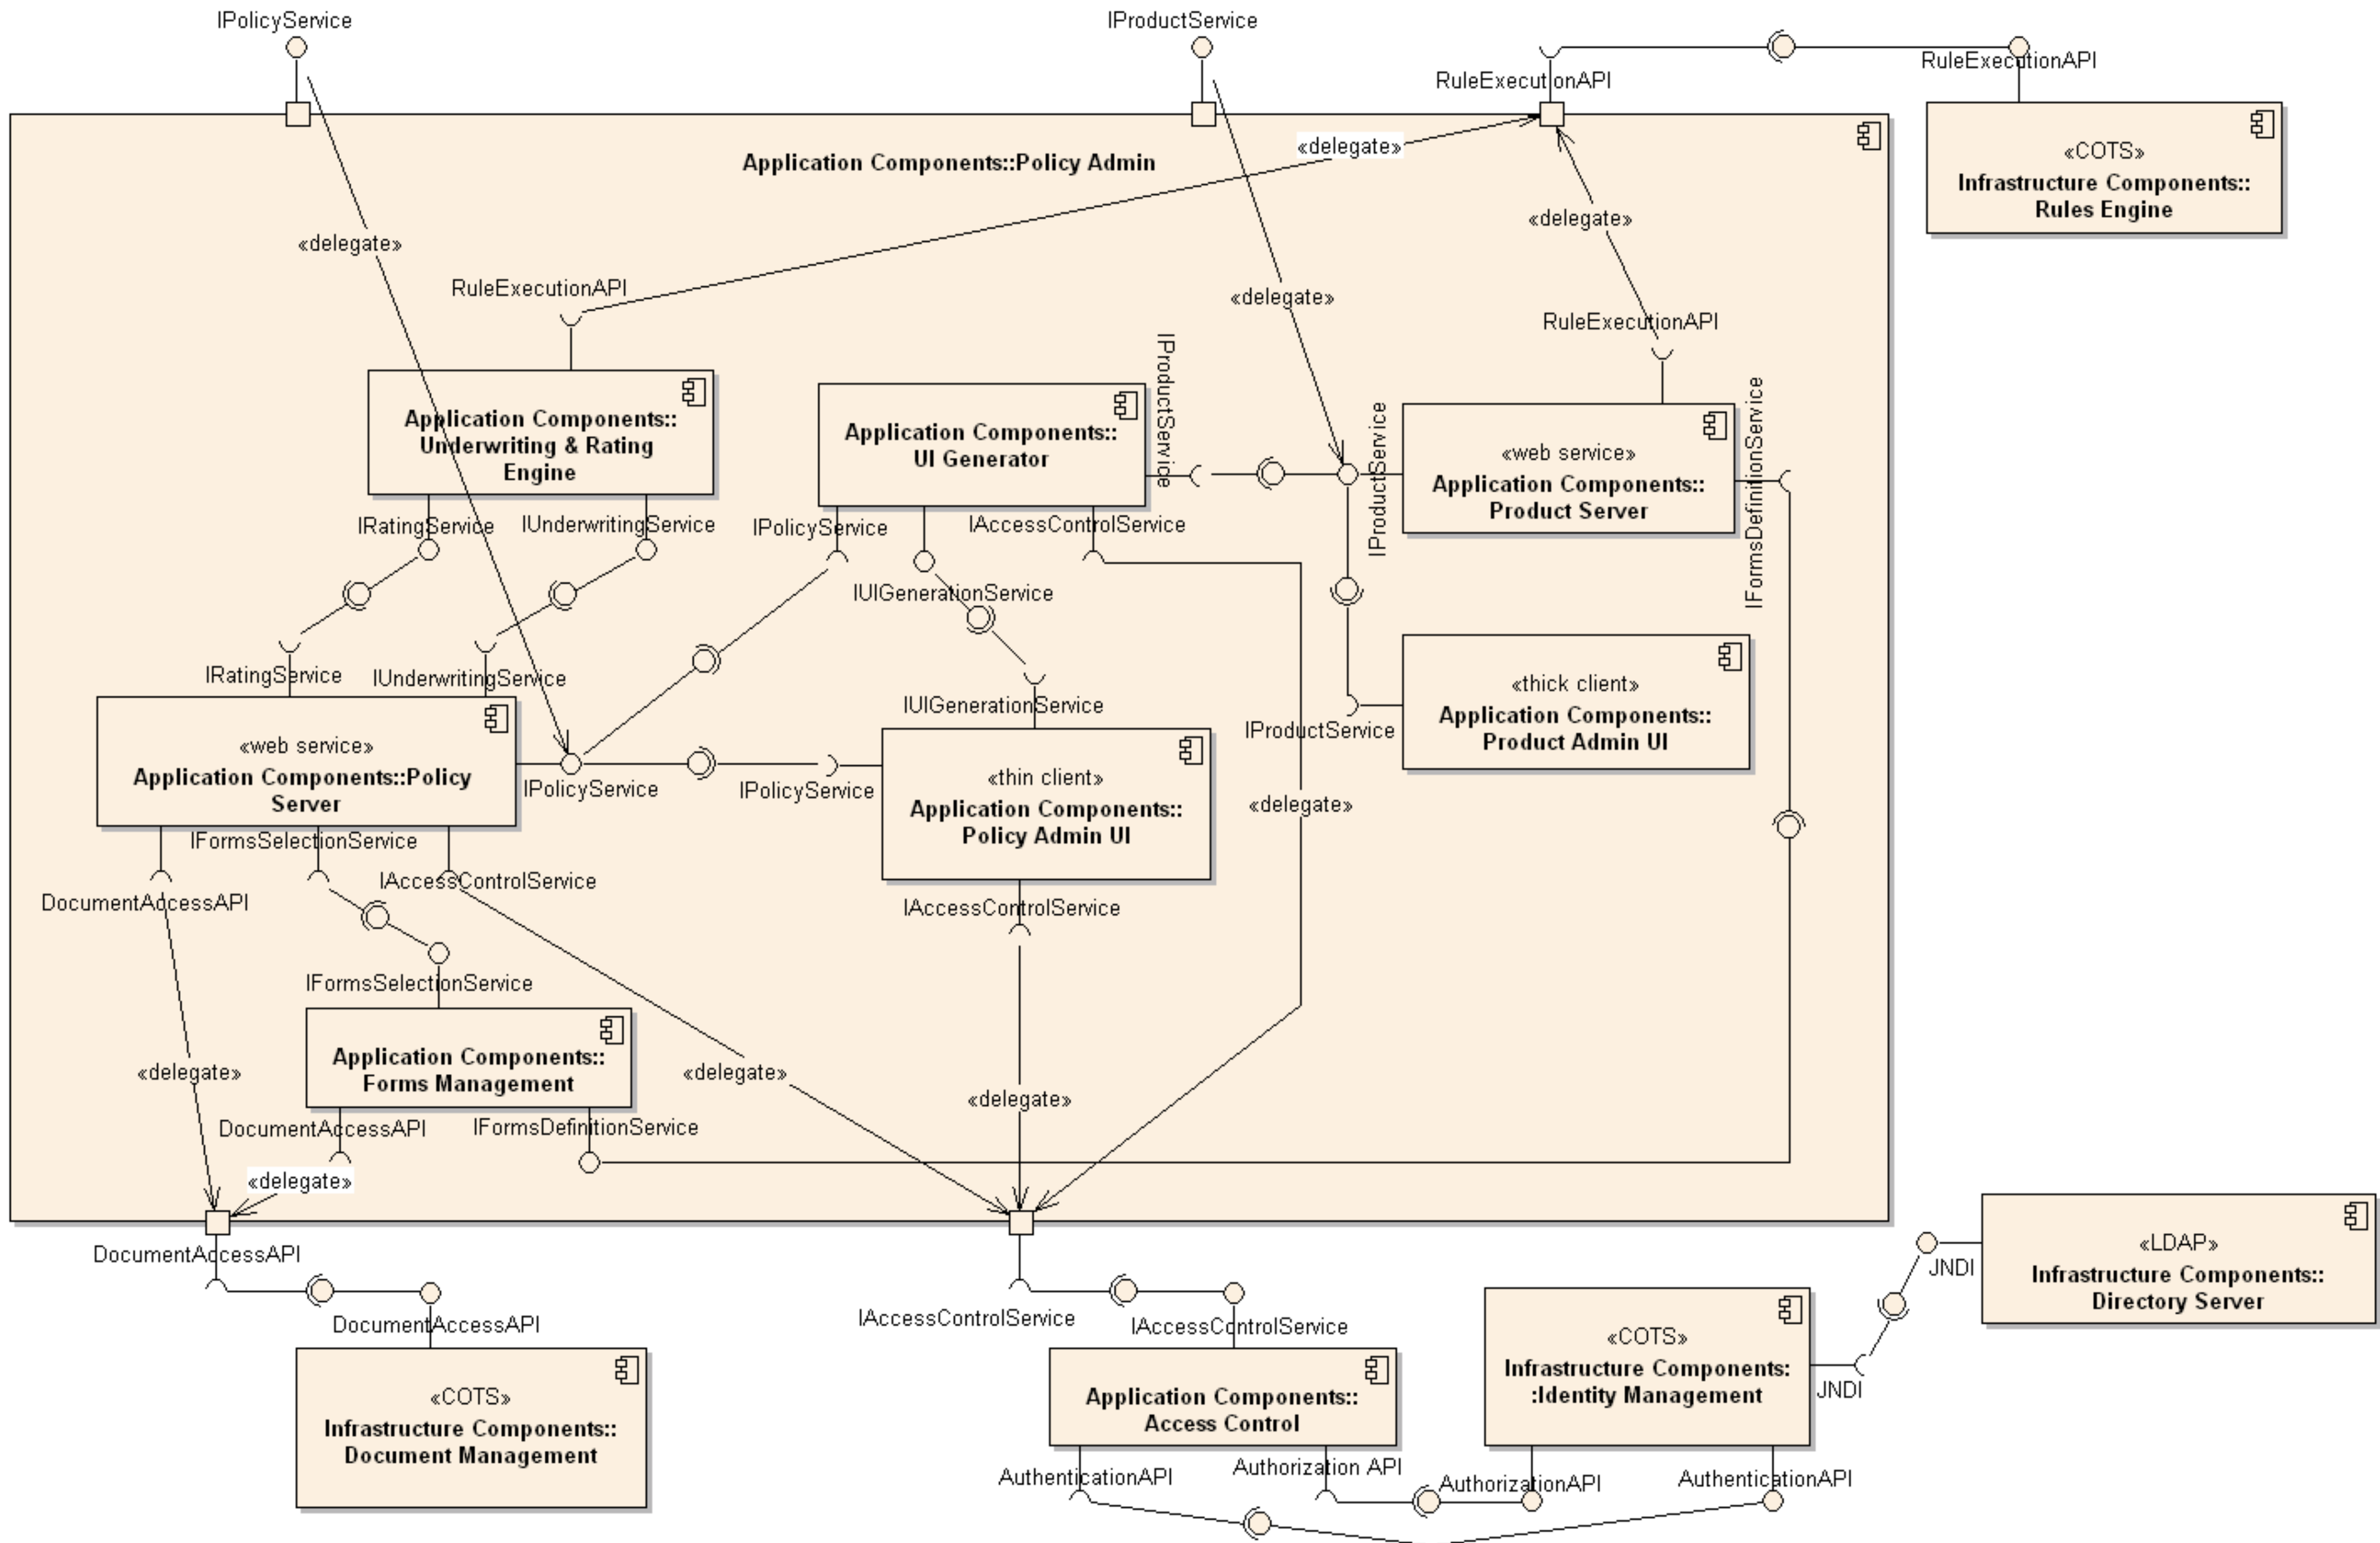 IPolicyService
IProductService
RuleExecutionAPI
RuleExecutionAPI
«COTS»
Infrastructure Components::
Rules Engine
Application Components::Policy Admin
«delegate»
«delegate»
«delegate»
«delegate»
RuleExecutionAPI
RuleExecutionAPI
Application Components::
Underwriting & Rating
Engine
Application Components::
UI Generator
IProductService
IProductService
«web service»
Application Components::
Product Server
IFormsDefinitionService
IRatingService
IUnderwritingService
IPolicyService
IAccessControlService
IUIGenerationService
IRatingService
IUnderwritingService
IUIGenerationService
IProductService
«thick client»
Application Components::
Product Admin UI
«web service»
Application Components::Policy
Server
IPolicyService
IPolicyService
«thin client»
Application Components::
Policy Admin UI
«delegate»
IFormsSelectionService
IAccessControlService
DocumentAccessAPI
IAccessControlService
IFormsSelectionService
Application Components::
Forms Management
«delegate»
«delegate»
«delegate»
DocumentAccessAPI
IFormsDefinitionService
«delegate»
DocumentAccessAPI
DocumentAccessAPI
«COTS»
Infrastructure Components::
Document Management
IAccessControlService
IAccessControlService
Application Components::
Access Control
«COTS»
Infrastructure Components:
:Identity Management
JNDI
JNDI
«LDAP»
Infrastructure Components::
Directory Server
AuthenticationAPI
Authorization API
AuthorizationAPI
AuthenticationAPI